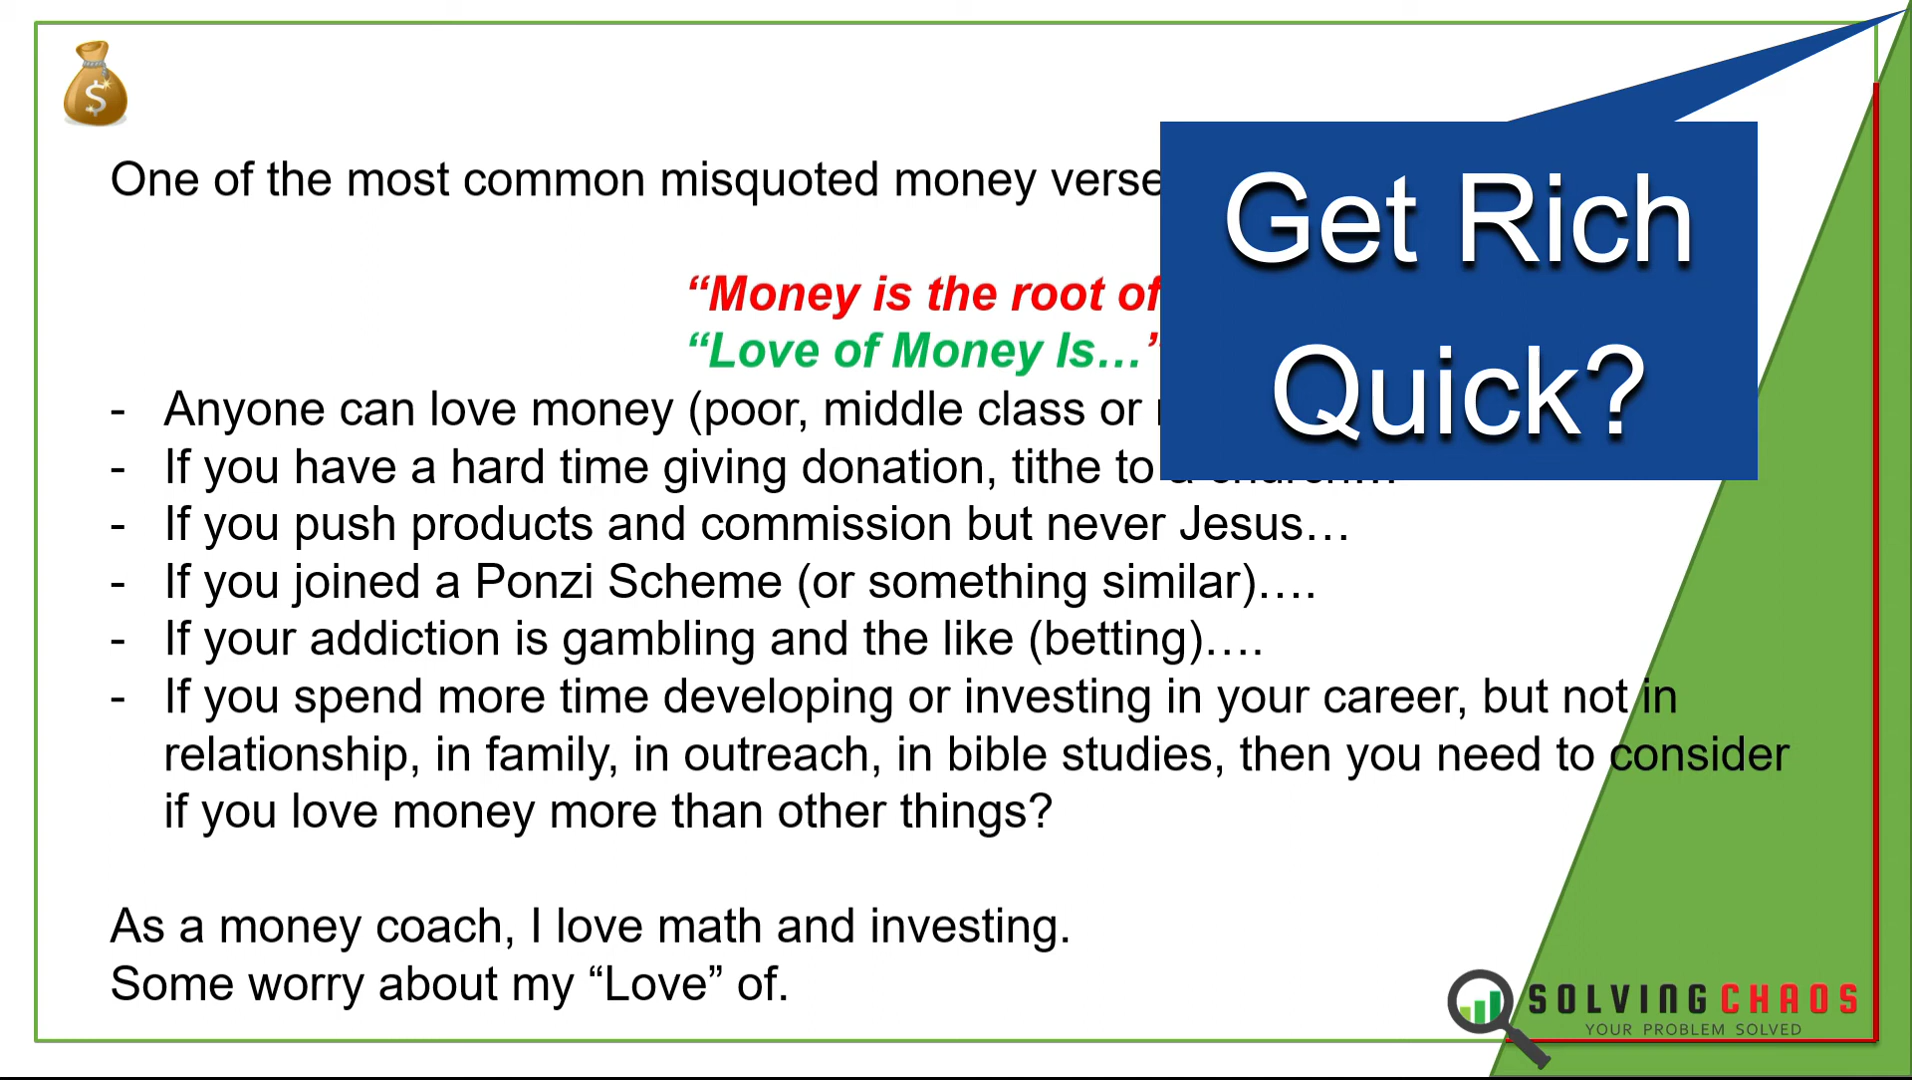 $
One of the most common misquoted money verse
Get Rich
Quick?
“Money is the root of
“Love of Money Is…”
- Anyone can love money (poor, middle class or
- If you have a hard time giving donation, tithe to
- If you push products and commission but never Jesus…
- If you joined a Ponzi Scheme (or something similar)….
- If your addiction is gambling and the like (betting)….
- If you spend more time developing or investing in your career, but not in
relationship, in family, in outreach, in bible studies, then you need to consider
if you love money more than other things?
As a money coach, I love math and investing.
Some worry about my “Love” of.
SOLVING CHAOS
YOUR PROBLEM SOLVED